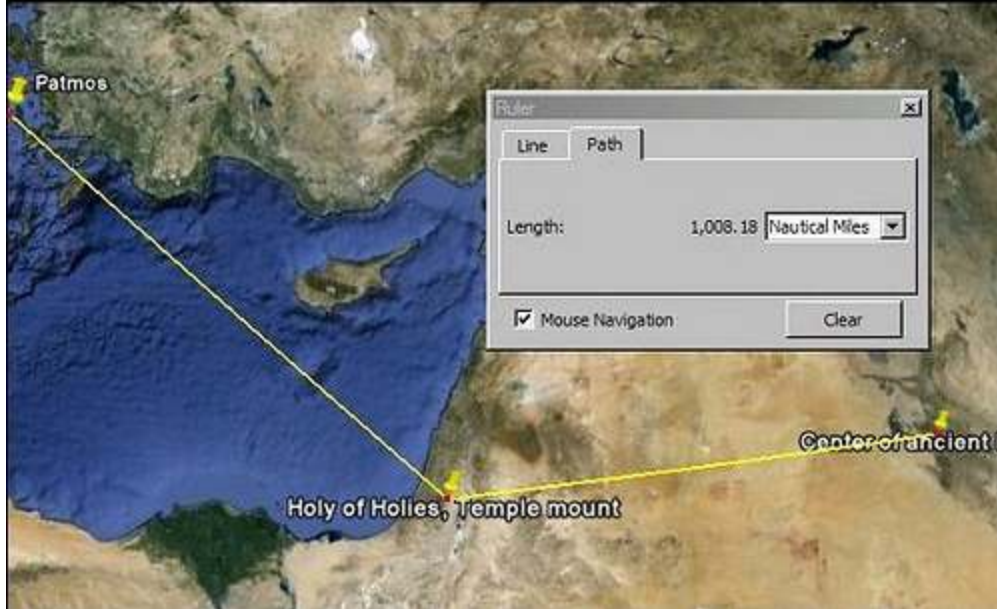 Patmos
Ruler
Line
Path
Length:
1,008.18 Nautical Miles
Mouse Navigation
Clear
Center of ancient
Holy of Holies, Temple mount